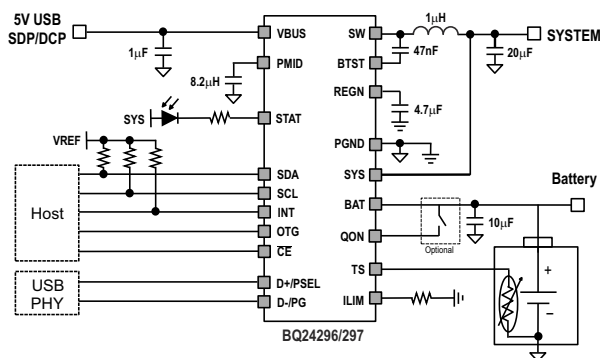 5V USB
SDP/DCP
1μF
VBUS
PMID
8.2μH
SYS
STAT
VREF
Host
SDA
SCL
INT
OTG
CE
USB
PHY
D+/PSEL
D-/PG
SW
1μH
SYSTEM
47nF
20μF
BTST
REGN
4.7μF
PGND
SYS
BAT
Battery
10μF
QON
Optional
TS
ILIM
+
–
BQ24296/297